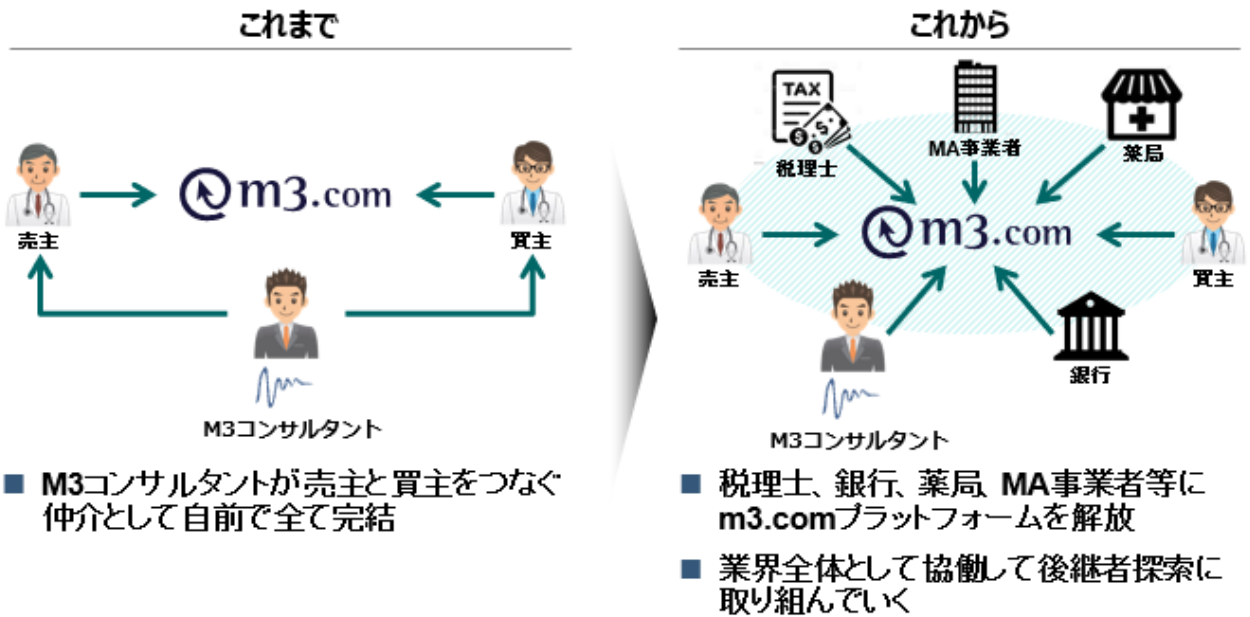 これまで
m3.com
売主
買主
M3コンサルタント
■ M3コンサルタントが売主と買主をつなぐ
仲介として自前で全て完結
これから
TAX
税理士
MA事業者
薬局
m3.com
売主
買主
銀行
M3コンサルタント
■ 税理士、銀行、薬局、MA事業者等に
m3.comプラットフォームを解放
■ 業界全体として協働して後継者探索に
取り組んでいく